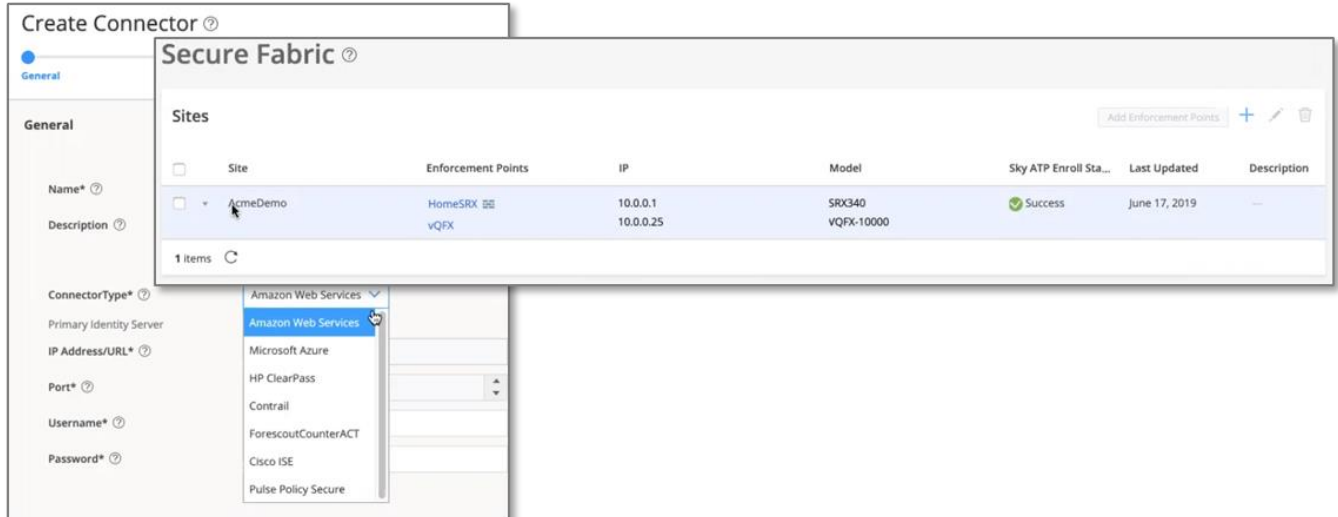 Create Connector ?
General
General
Name* ?
Description ?
ConnectorType* ?
Amazon Web Services
Primary Identity Server
IP Address/URL* ?
Port* ?
Username* ?
Password* ?
Amazon Web Services
Microsoft Azure
HP ClearPass
Contrail
ForescoutCounterACT
Cisco ISE
Pulse Policy Secure
Secure Fabric ?
Sites
Add Enforcement Points
Site Enforcement Points IP Model Sky ATP Enroll Sta... Last Updated Description
AcmeDemo HomeSRX 10.0.0.1 SRX340 Success June 17, 2019 —
vQFX 10.0.0.25 VQFX-10000
1 items